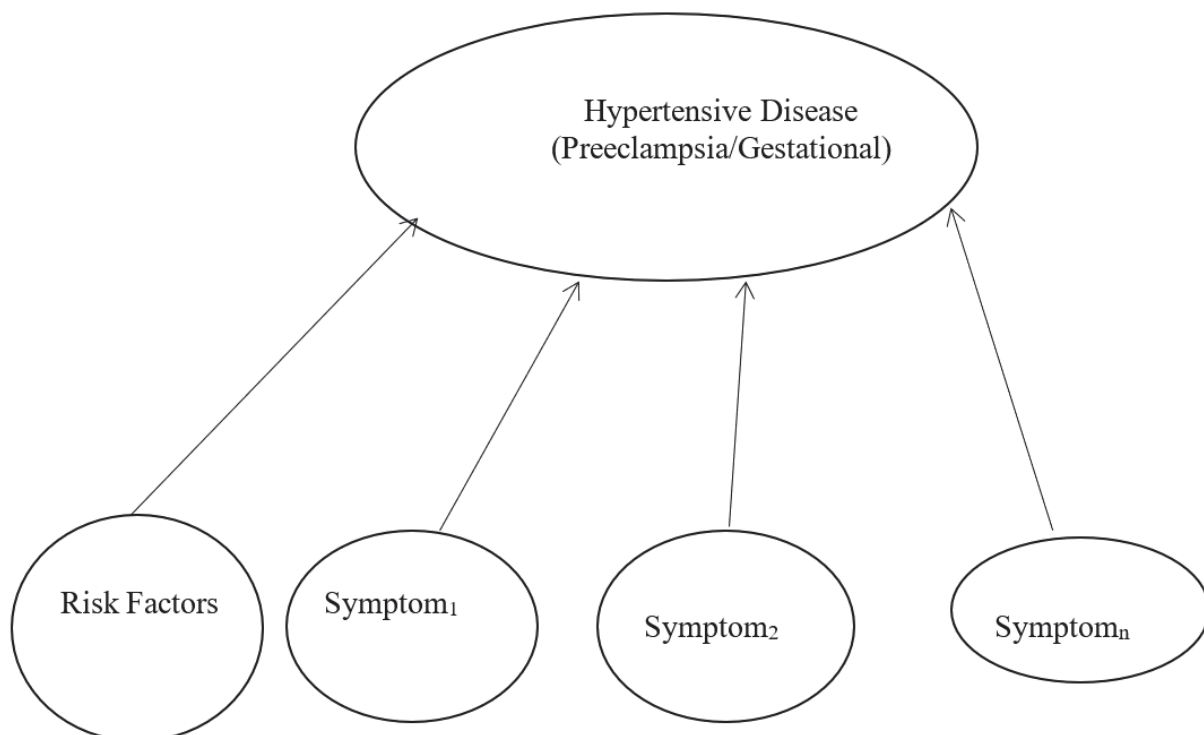 Hypertensive Disease
(Preeclampsia/Gestational)
Risk Factors
Symptom₁
Symptom₂
Symptomₙ